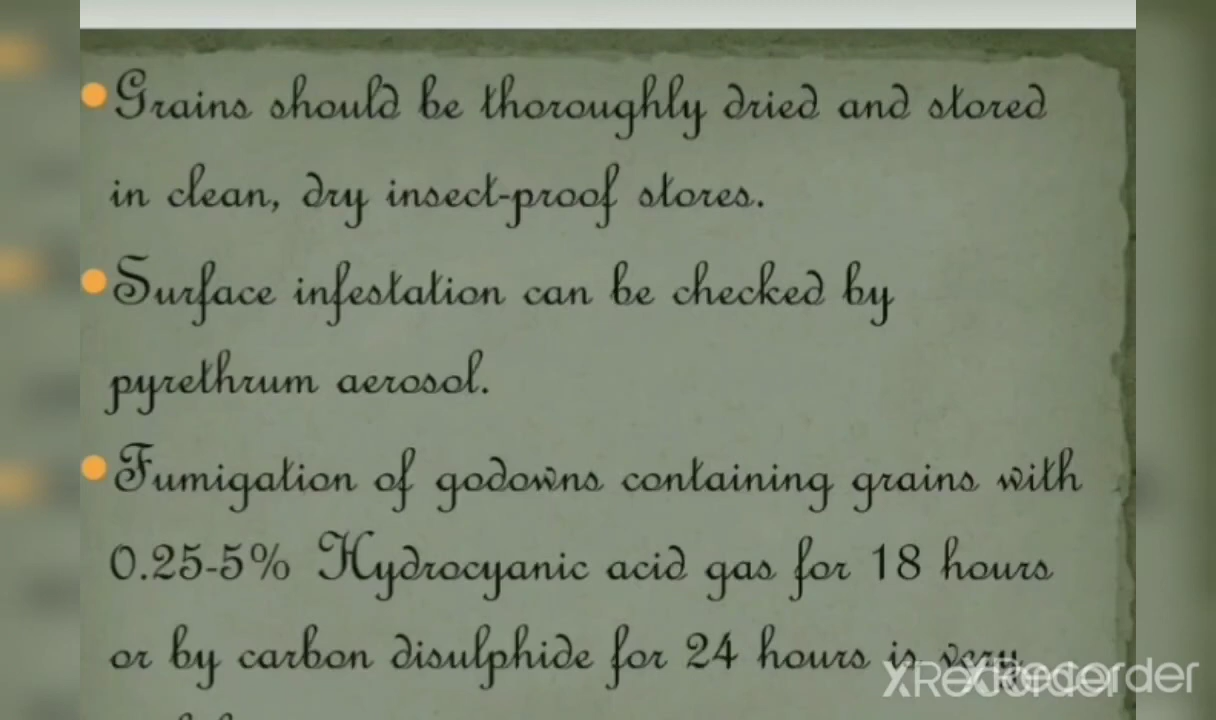 Grains should be thoroughly dried and stored
in clean, dry insect-proof stores.
Surface infestation can be checked by
pyrethrum aerosol.
Fumigation of godowns containing grains with
0.25-5% Hydrocyanic acid gas for 18 hours
or by carbon disulphide for 24 hours is very
XRecorder